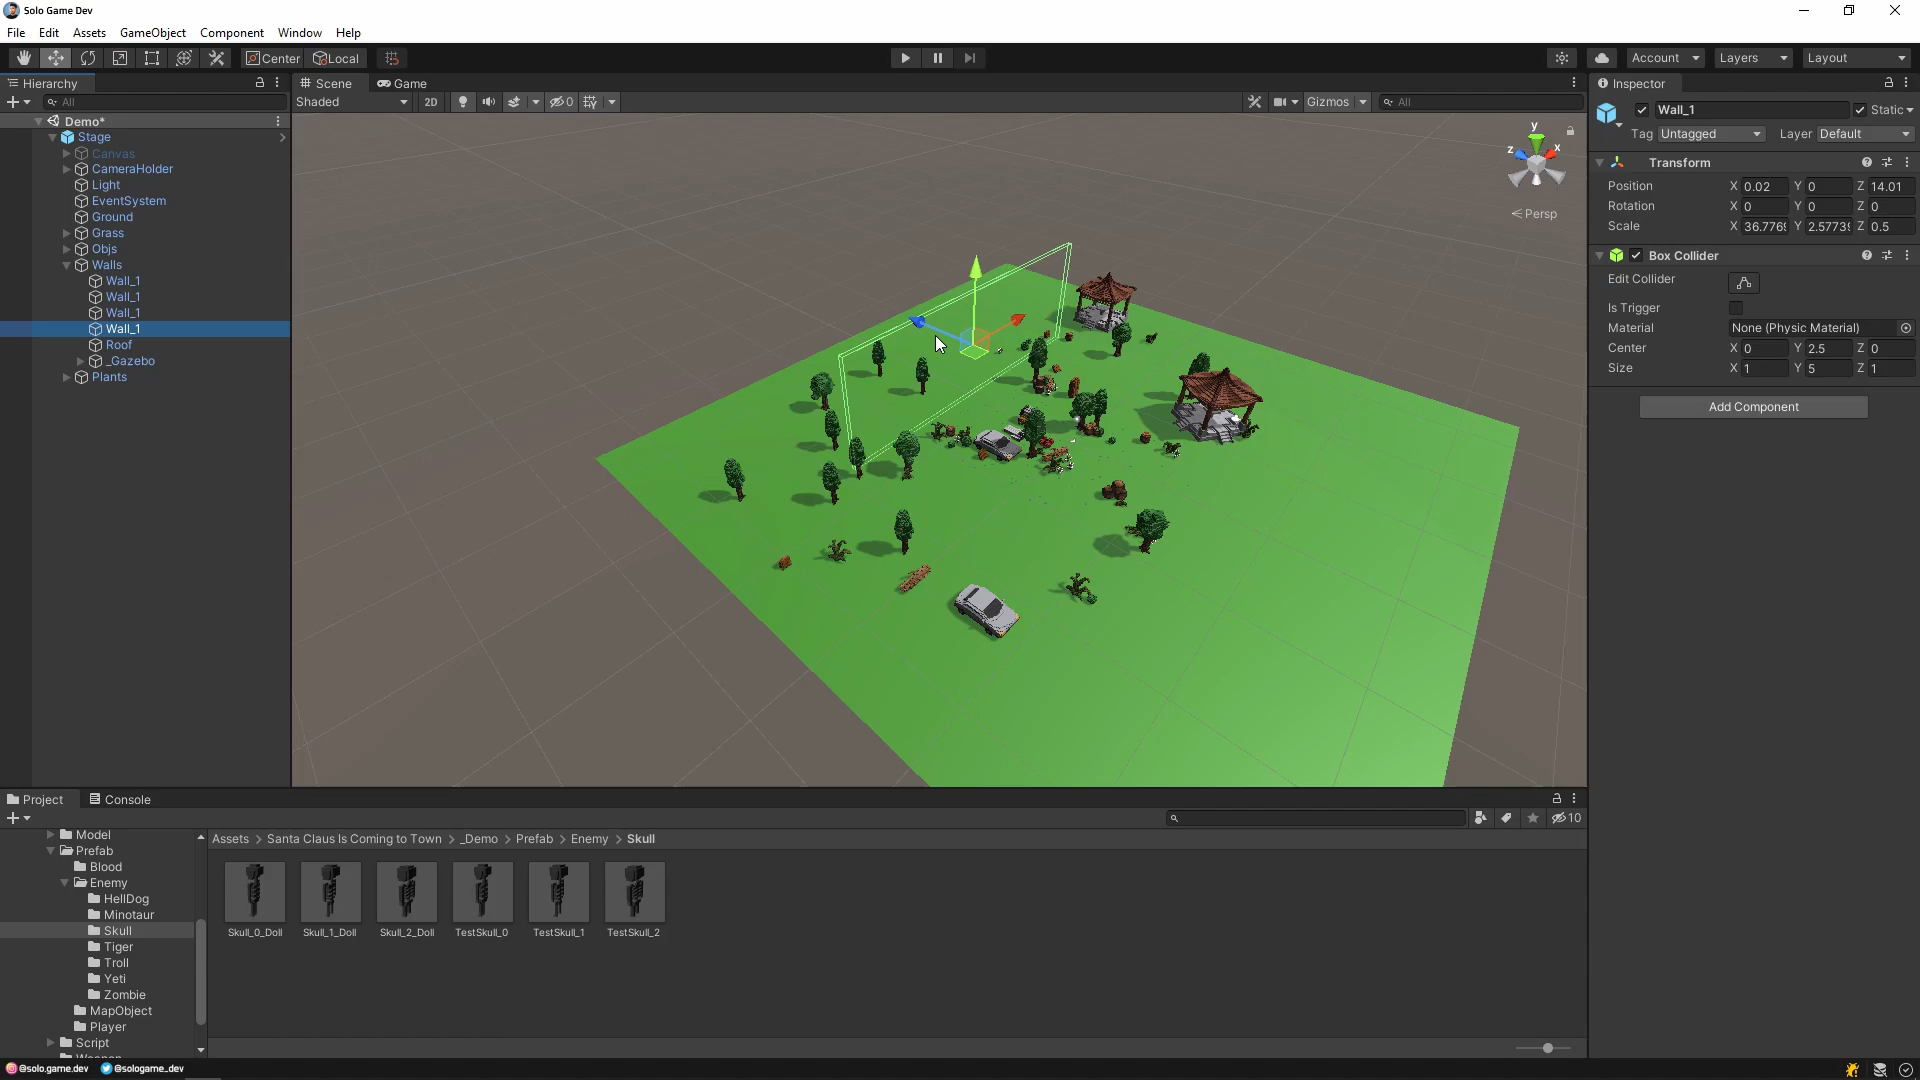 Solo Game Dev
File Edit Assets GameObject Component Window Help
Center Local Account Layers Layout
Hierarchy
All
Demo*
Stage
Canvas
CameraHolder
Light
EventSystem
Ground
Grass
Objs
Walls
Wall_1
Wall_1
Wall_1
Wall_1
Roof
_Gazebo
Plants
Scene Game
Shaded 2D 0 Gizmos All
y
z x
Persp
Inspector
Wall_1 Static
Tag Untagged Layer Default
Transform
Position X 0.02 Y 0 Z 14.01
Rotation X 0 Y 0 Z 0
Scale X 36.776 Y 2.5773 Z 0.5
Box Collider
Edit Collider
Is Trigger
Material None (Physic Material)
Center X 0 Y 2.5 Z 0
Size X 1 Y 5 Z 1
Add Component
Project Console
10
Model
Prefab
Blood
Enemy
HellDog
Minotaur
Skull
Tiger
Troll
Yeti
Zombie
MapObject
Player
Script
Assets > Santa Claus Is Coming to Town > _Demo > Prefab > Enemy > Skull
Skull_0_Doll Skull_1_Doll Skull_2_Doll TestSkull_0 TestSkull_1 TestSkull_2
@solo.game.dev @sologame_dev